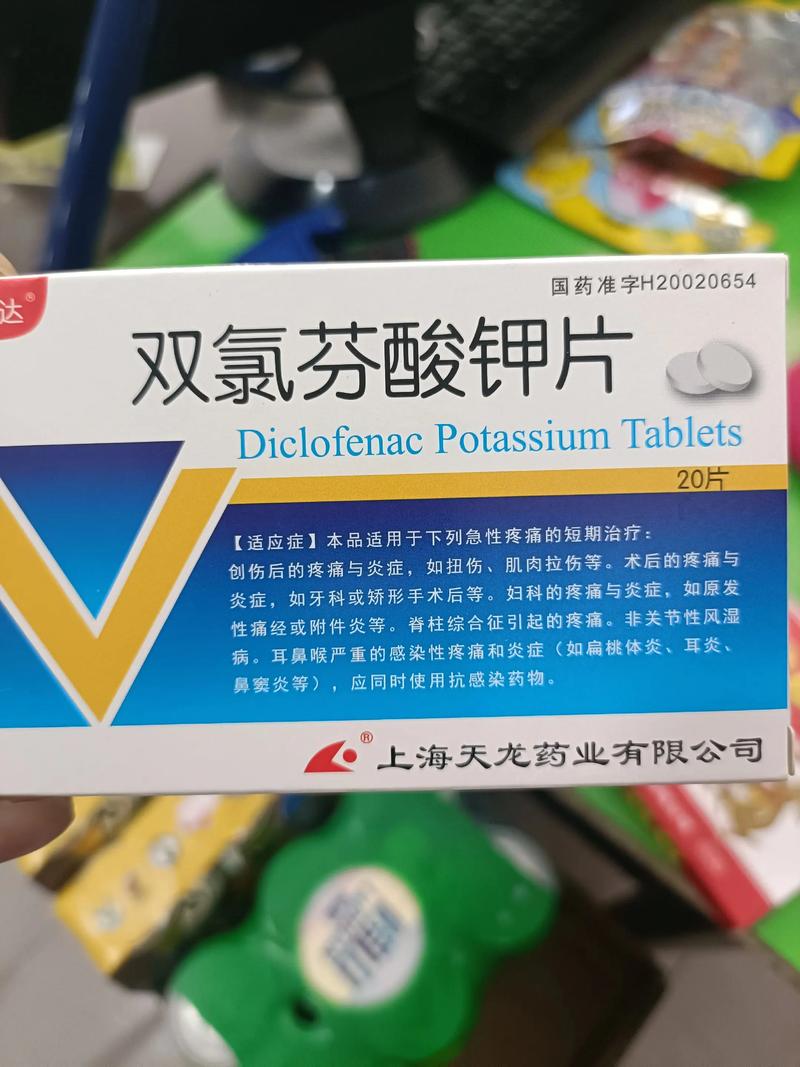 国药准字H20020654
达®
双氯芬酸钾片
Diclofenac Potassium Tablets
20片
【适应症】本品适用于下列急性疼痛的短期治疗：
创伤后的疼痛与炎症，如扭伤、肌肉拉伤等。术后的疼痛与
炎症，如牙科或矫形手术后等。妇科的疼痛与炎症，如原发
性痛经或附件炎等。脊柱综合征引起的疼痛。非关节性风湿
病。耳鼻喉严重的感染性疼痛和炎症（如扁桃体炎、耳炎、
鼻窦炎等），应同时使用抗感染药物。
® 上海天龙药业有限公司